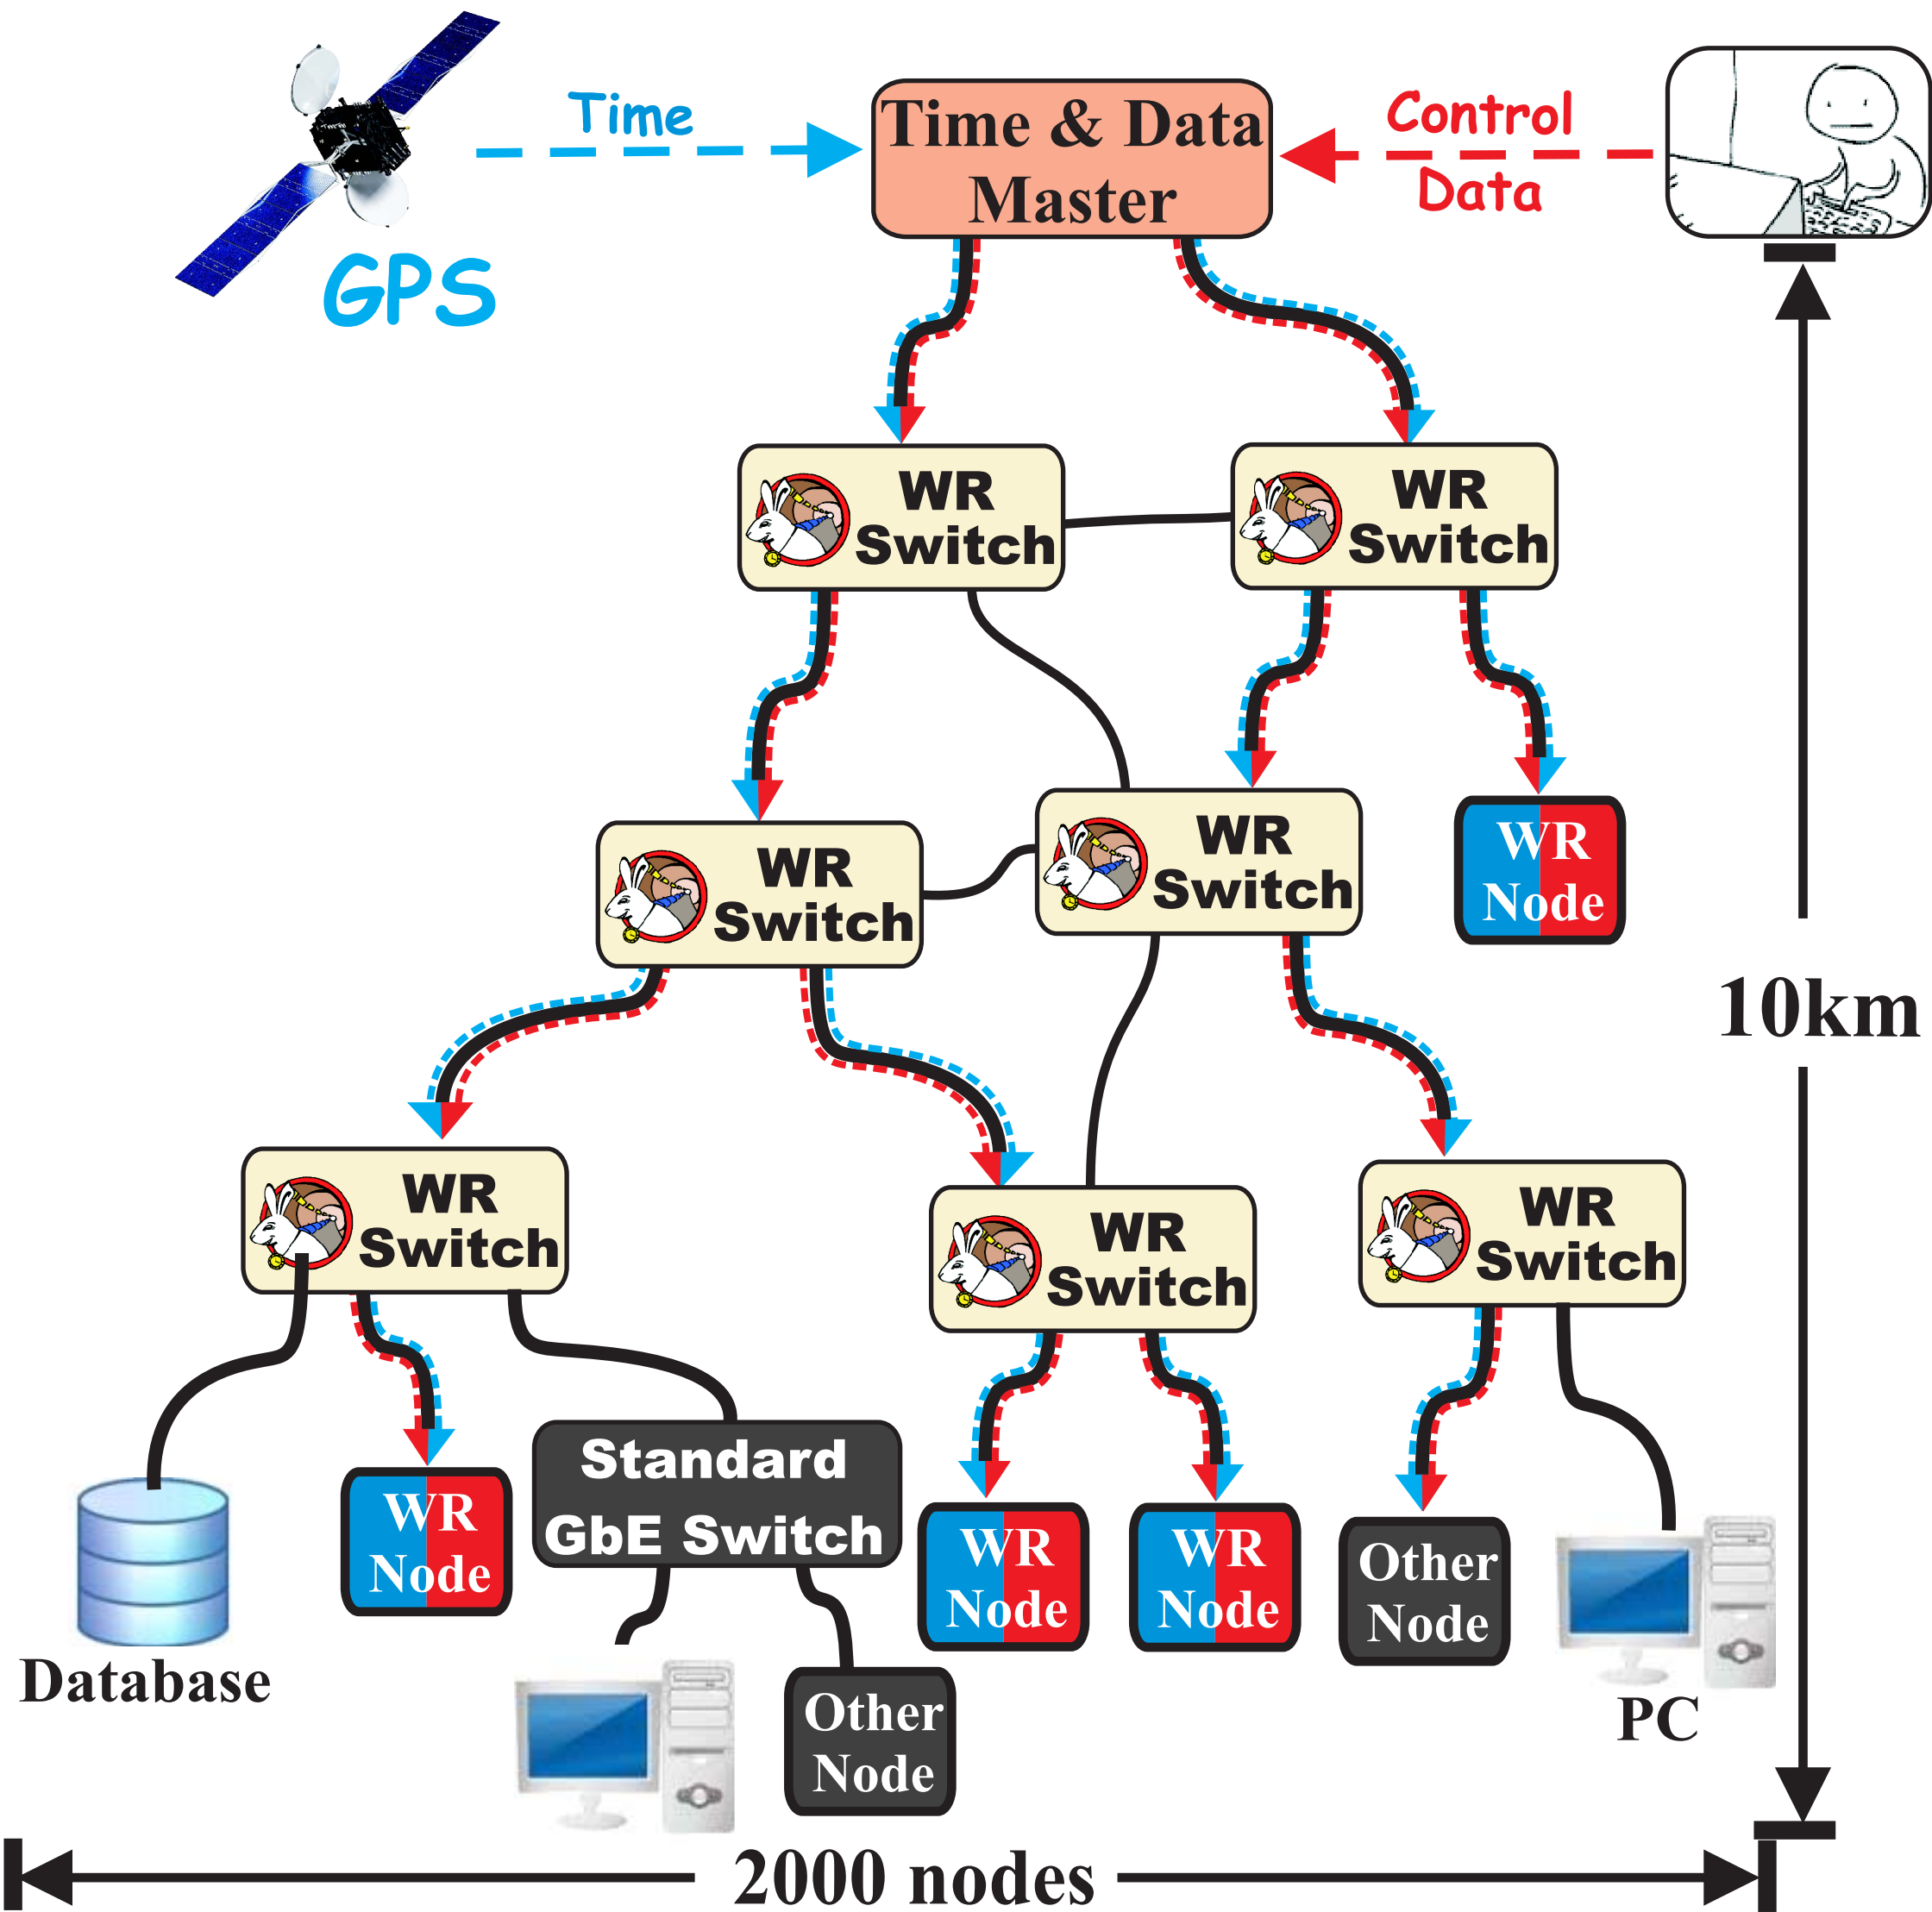 Time
Time & Data
Master
Control
Data
GPS
WR
Switch
WR
Switch
WR
Switch
WR
Switch
WR
Node
10km
WR
Switch
WR
Switch
WR
Switch
Database
WR
Node
Standard
GbE Switch
WR
Node
WR
Node
Other
Node
PC
Other
Node
2000 nodes